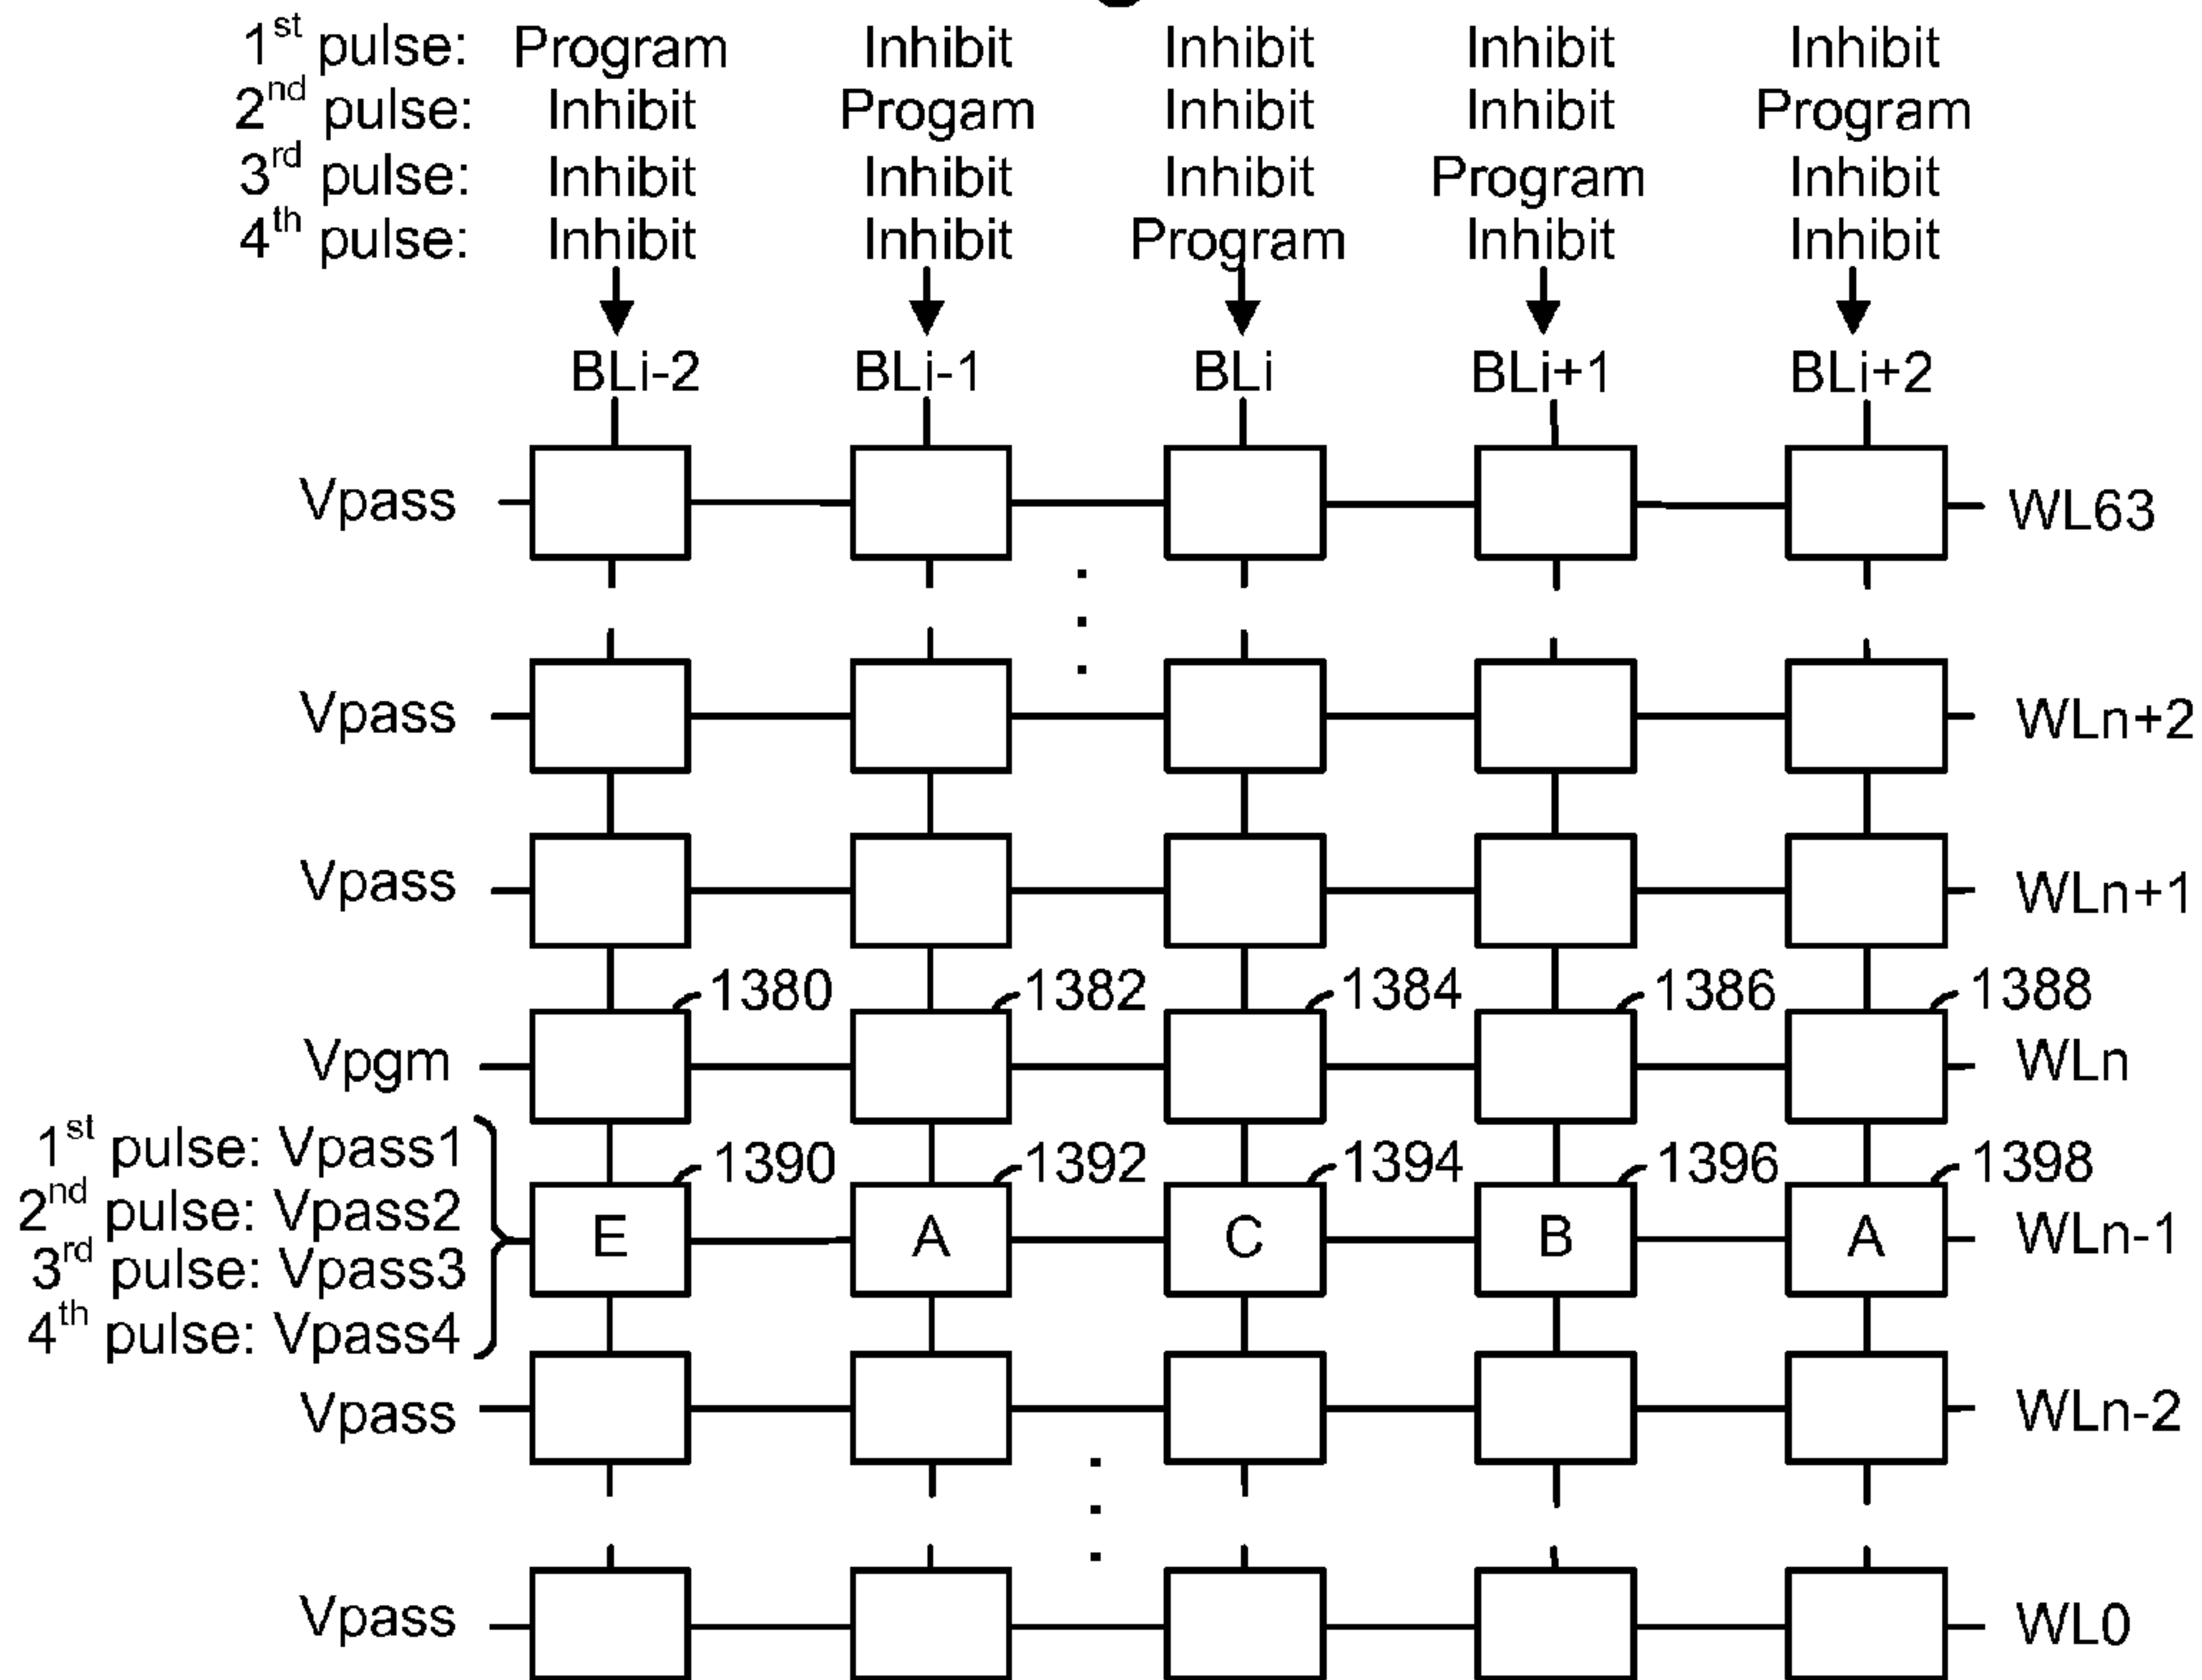 1st pulse: Program Inhibit Inhibit Inhibit Inhibit
2nd pulse: Inhibit Progam Inhibit Inhibit Program
3rd pulse: Inhibit Inhibit Inhibit Program Inhibit
4th pulse: Inhibit Inhibit Program Inhibit Inhibit
BLi-2 BLi-1 BLi BLi+1 BLi+2
Vpass WL63
Vpass WLn+2
Vpass WLn+1
1380 1382 1384 1386 1388
Vpgm WLn
1st pulse: Vpass1
2nd pulse: Vpass2
3rd pulse: Vpass3
4th pulse: Vpass4
1390 1392 1394 1396 1398
E A C B A WLn-1
Vpass WLn-2
Vpass WL0